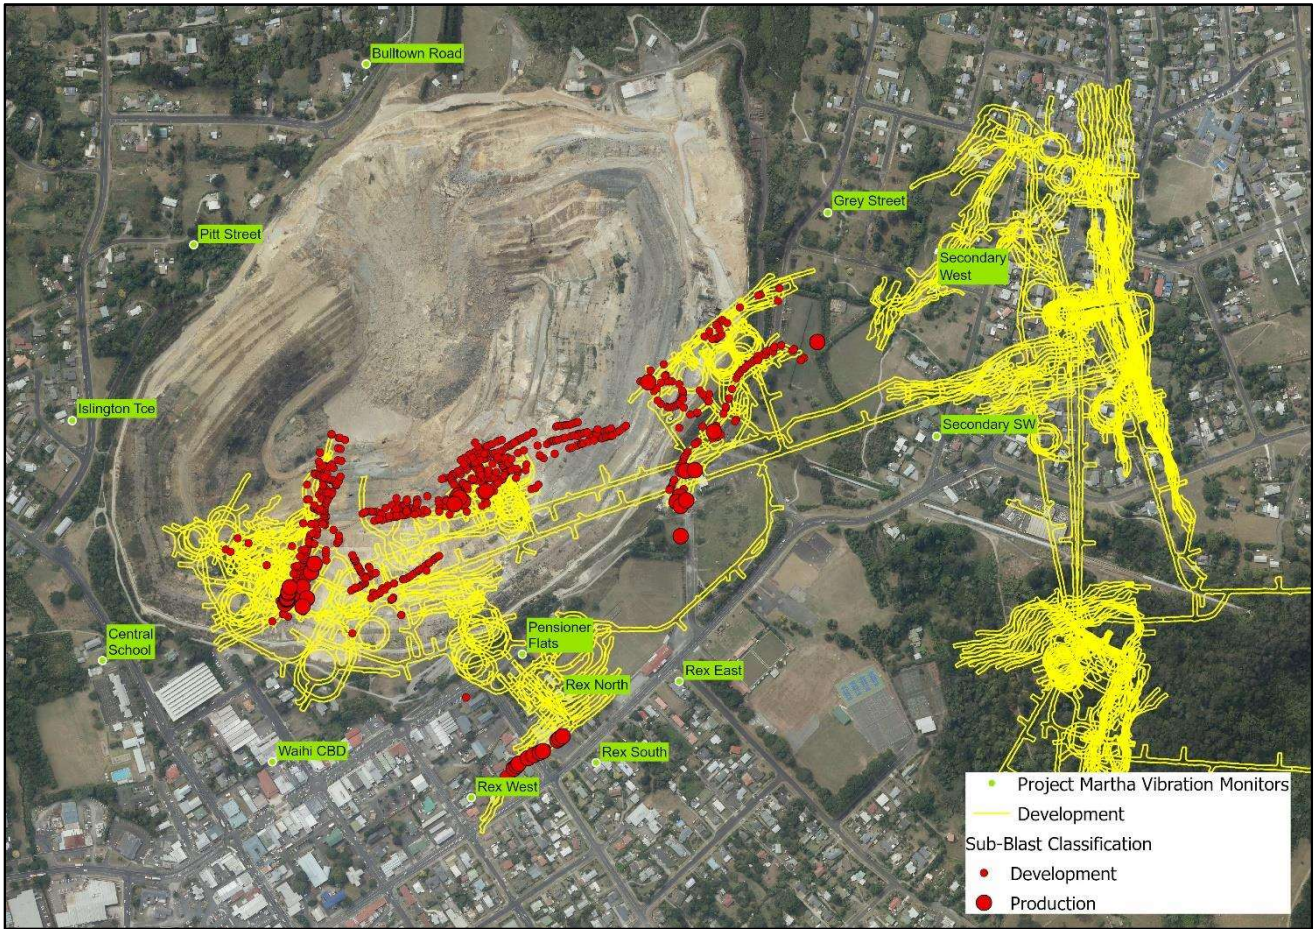 Bulltown Road
Grey Street
Pitt Street
Secondary
West
Islington Tce
Secondary SW
Pensioner
Flats
Central
School
Rex East
Rex North
Waihi CBD
Rex South
Rex West
Project Martha Vibration Monitors
Development
Sub-Blast Classification
Development
Production